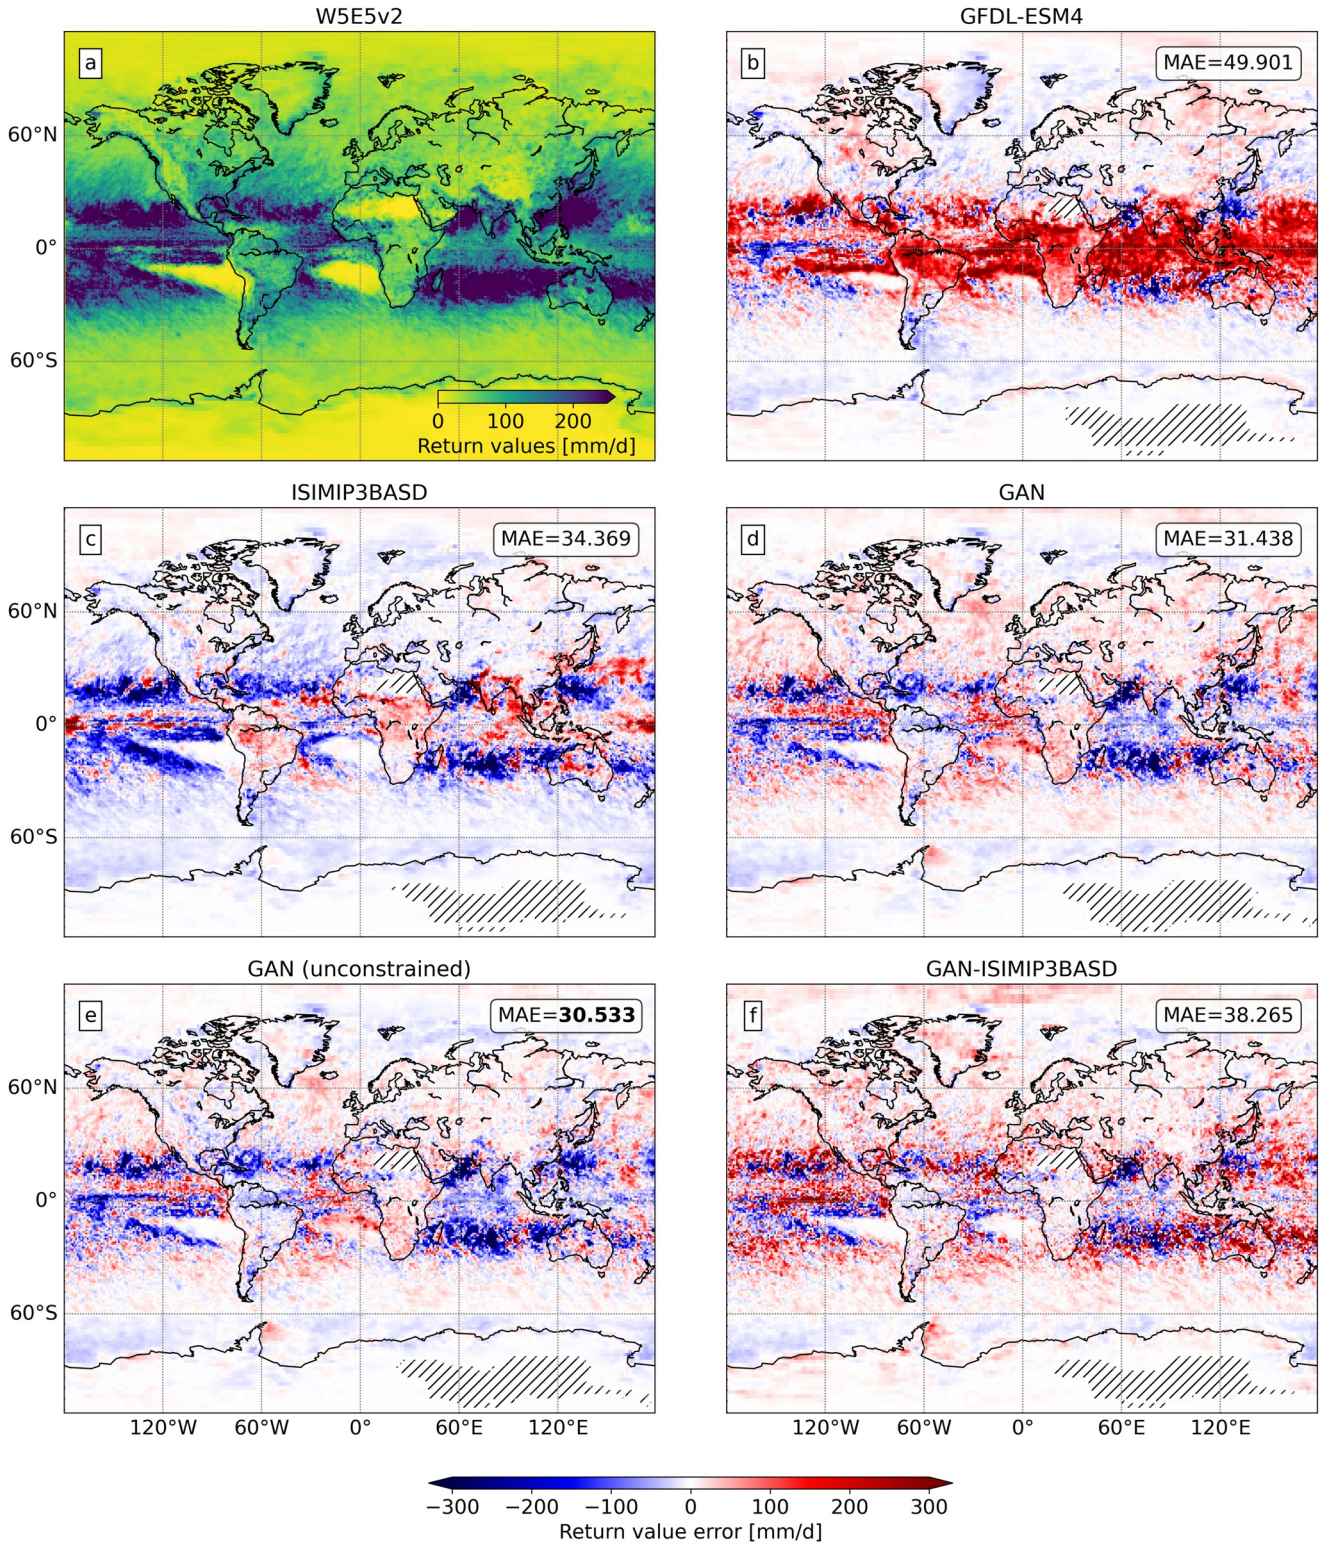 W5E5v2
GFDL-ESM4
a
b
MAE=49.901
60°N
0°
60°S
0 100 200
Return values [mm/d]
ISIMIP3BASD
GAN
c
MAE=34.369
d
MAE=31.438
60°N
0°
60°S
GAN (unconstrained)
GAN-ISIMIP3BASD
e
MAE=30.533
f
MAE=38.265
60°N
0°
60°S
120°W 60°W 0° 60°E 120°E
120°W 60°W 0° 60°E 120°E
−300 −200 −100 0 100 200 300
Return value error [mm/d]